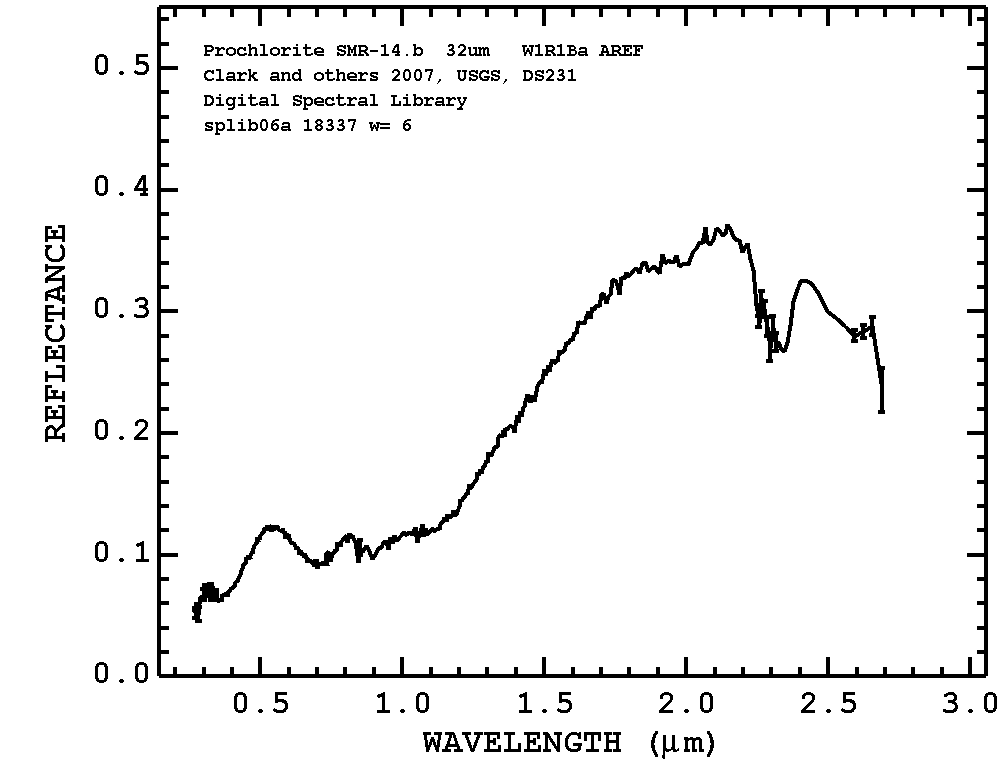 Prochlorite SMR-14.b 32um W1R1Ba AREF
Clark and others 2007, USGS, DS231
Digital Spectral Library
splib06a 18337 w= 6
0.5
0.4
0.3
0.2
0.1
0.0
REFLECTANCE
0.5 1.0 1.5 2.0 2.5 3.0
WAVELENGTH (μm)